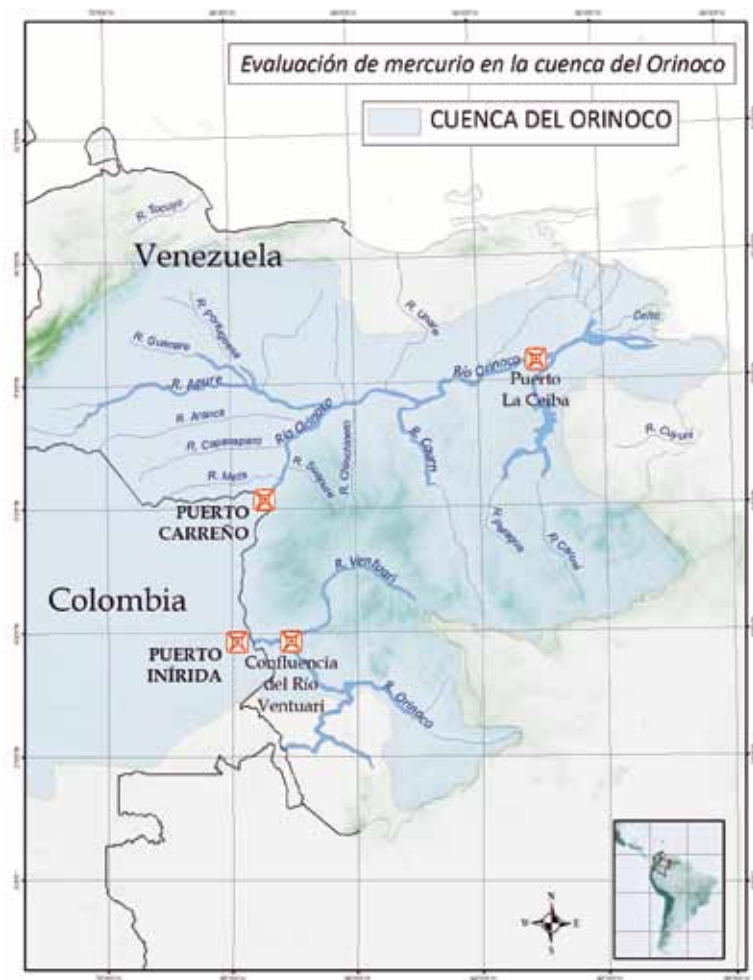 Evaluación de mercurio en la cuenca del Orinoco
CUENCA DEL ORINOCO
R. Tocuyo
Venezuela
R. Portuguesa
R. Unare
R. Guanare
Delta
Río Orinoco
R. Apure
Puerto
La Ceiba
R. Arauca
Río Orinoco
R. Cuyuni
R. Capanaparo
R. Caura
R. Meta
R. Suapure
PUERTO
CARREÑO
R. Paragua
R. Caroní
R. Ventuari
Colombia
PUERTO
INÍRIDA
Confluencia
del Río
Ventuari
R. Orinoco
N
W
E
S